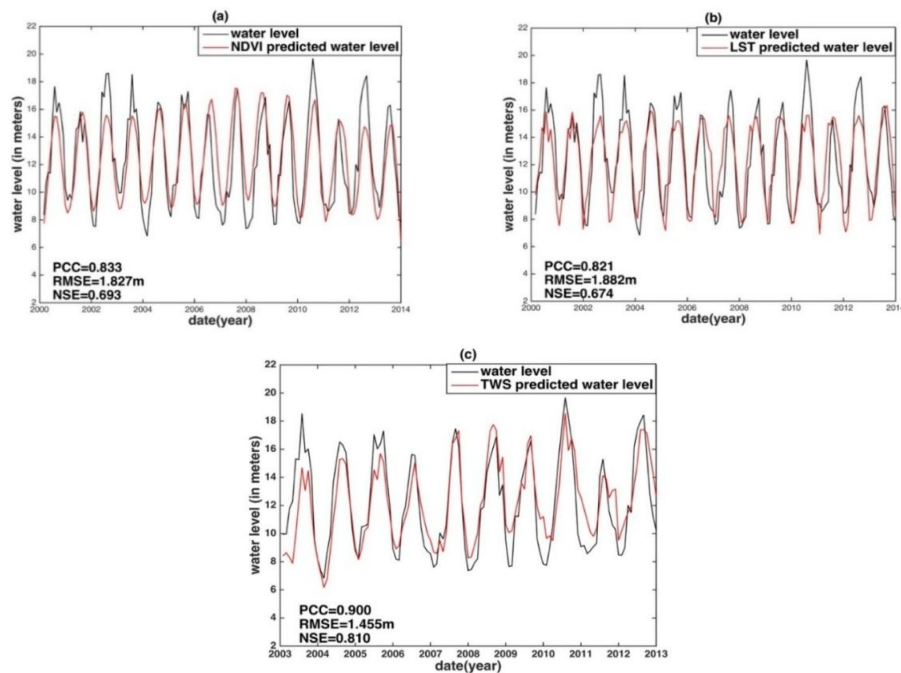 (a)
22
20
18
16
14
12
10
8
6
4
2
water level (in meters)
water level
NDVI predicted water level
PCC=0.833
RMSE=1.827m
NSE=0.693
2000 2002 2004 2006 2008 2010 2012 2014
date(year)
(b)
22
20
18
16
14
12
10
8
6
4
2
water level (in meters)
water level
LST predicted water level
PCC=0.821
RMSE=1.882m
NSE=0.674
2000 2002 2004 2006 2008 2010 2012 2014
date(year)
(c)
22
20
18
16
14
12
10
8
6
4
2
water level (in meters)
water level
TWS predicted water level
PCC=0.900
RMSE=1.455m
NSE=0.810
2003 2004 2005 2006 2007 2008 2009 2010 2011 2012 2013
date(year)